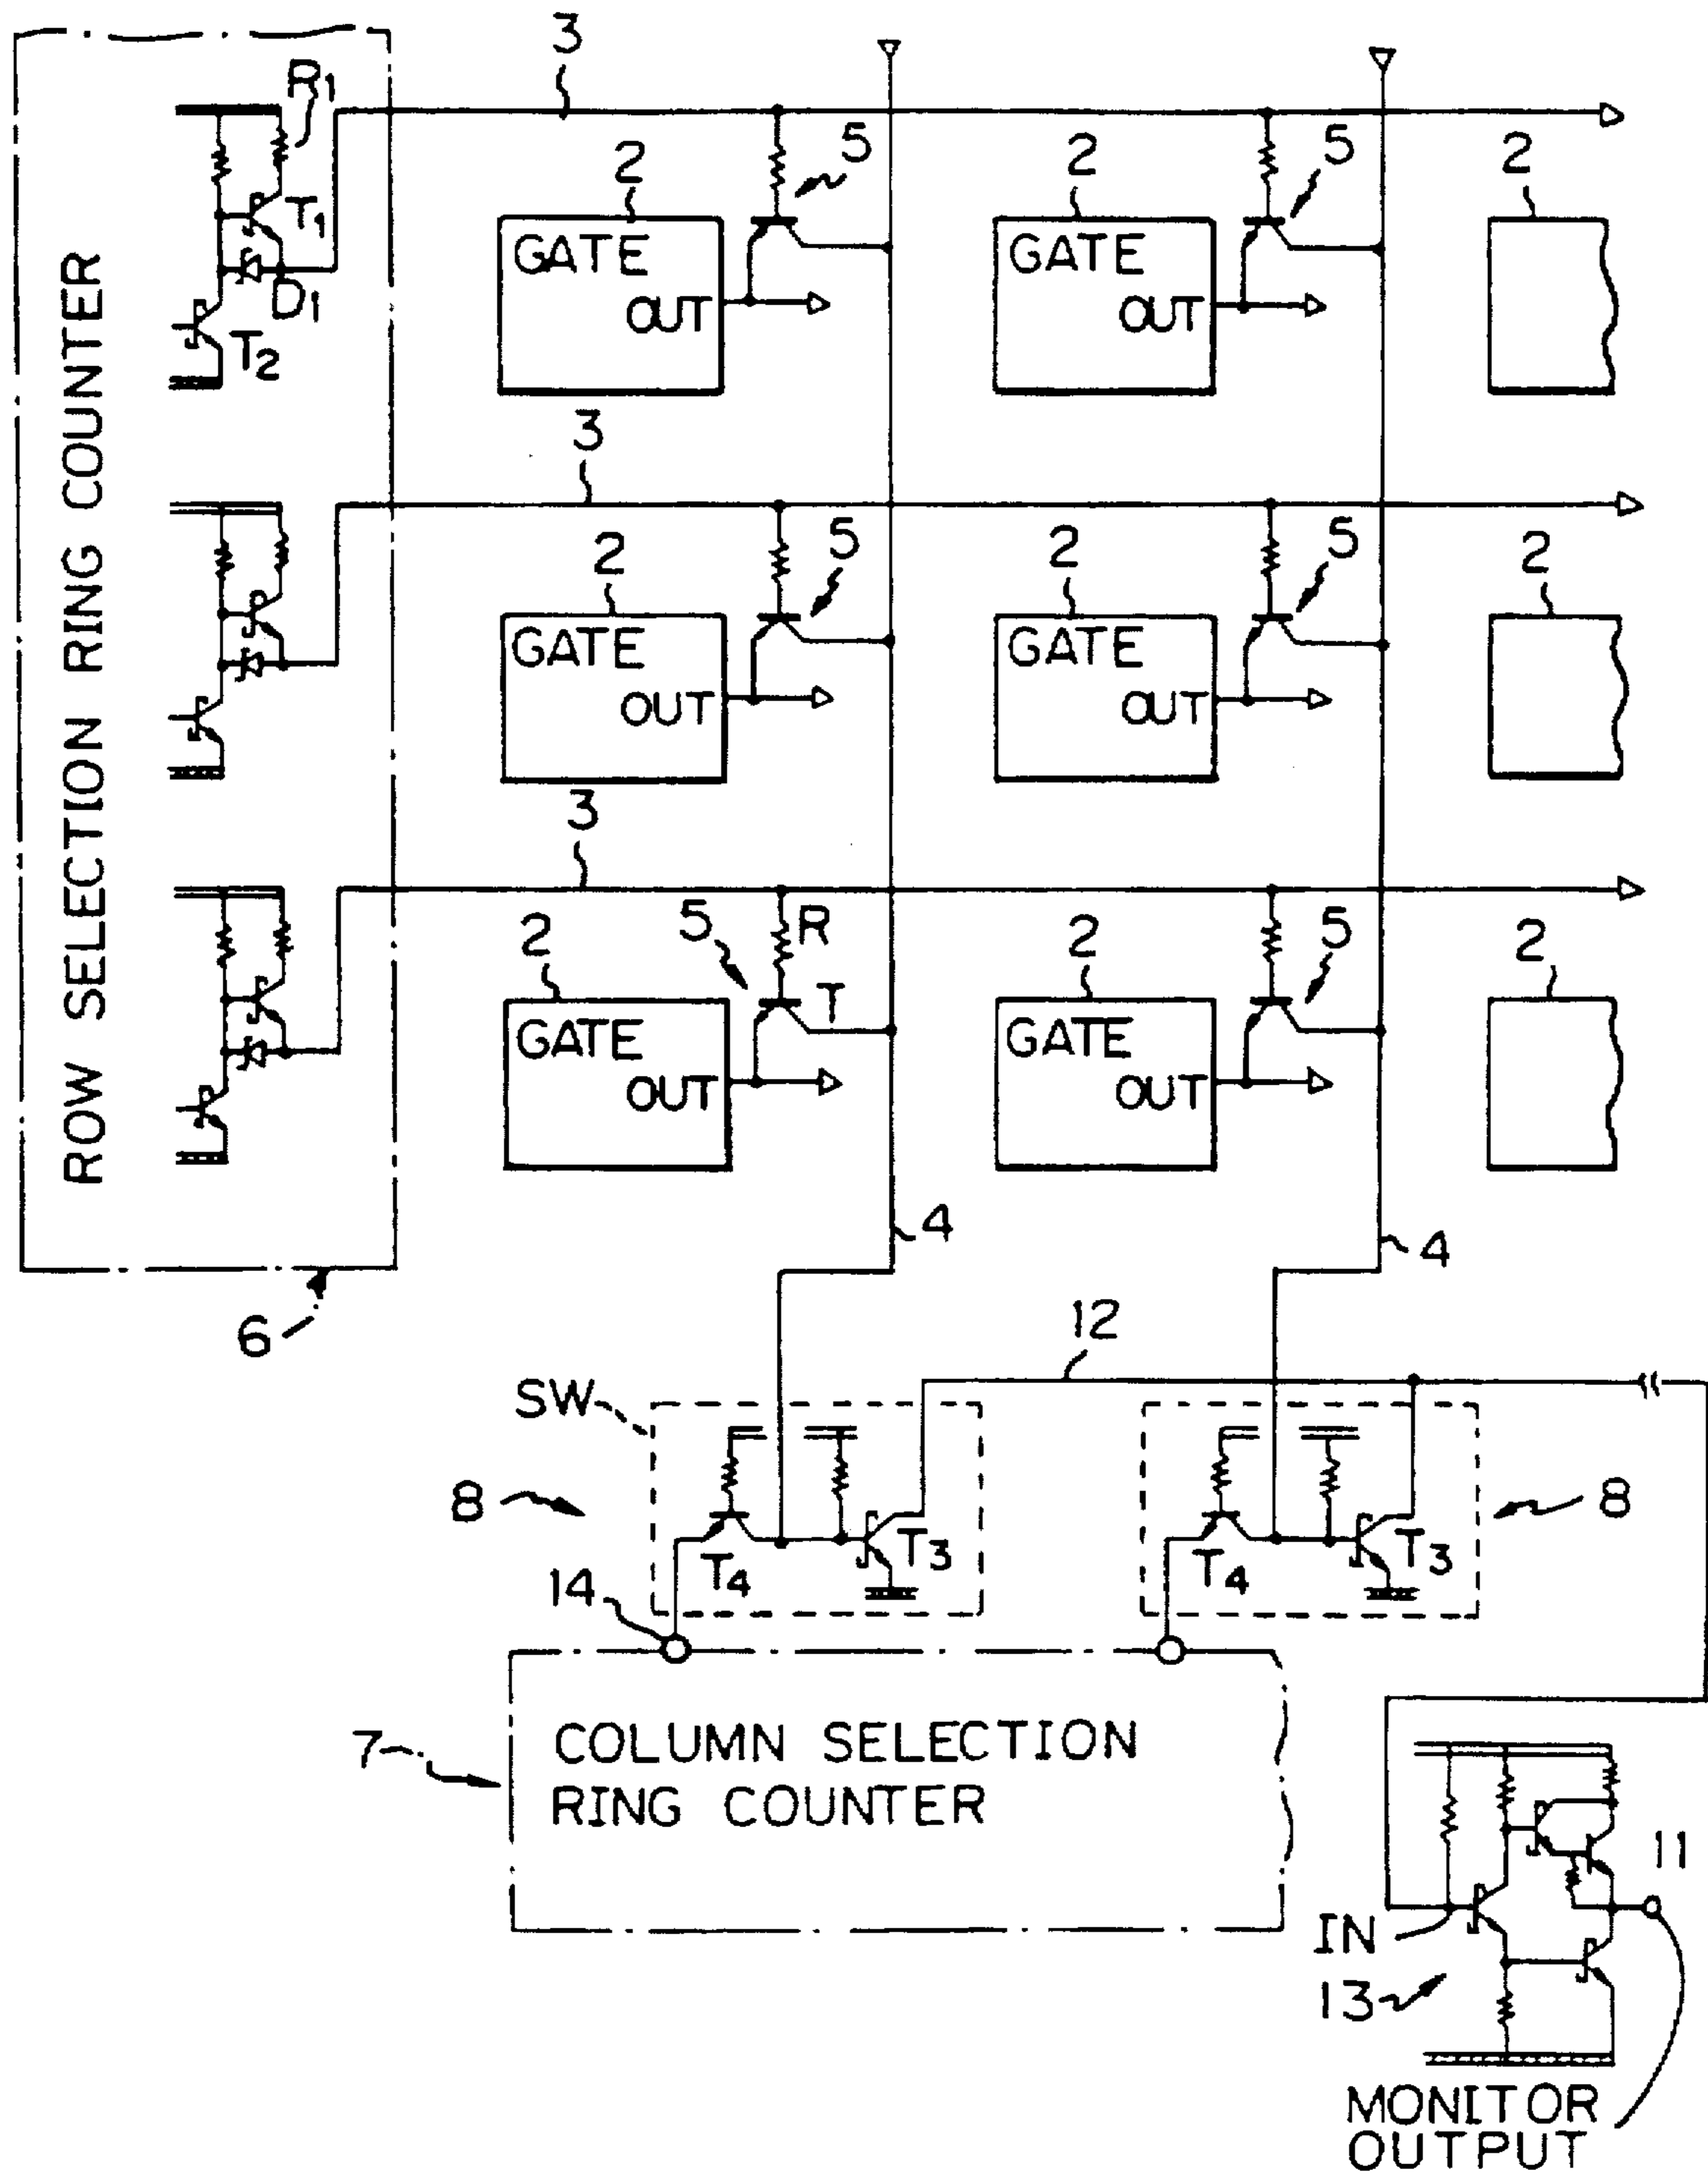 3
R1
5
5
2
2
2
T1
GATE
GATE
D1
OUT
OUT
T2
ROW SELECTION RING COUNTER
3
5
5
2
2
2
GATE
GATE
OUT
OUT
3
5
R
5
2
2
2
T
GATE
GATE
OUT
OUT
4
4
6
12
SW
8
8
T4
T3
T4
T3
14
7
COLUMN SELECTION
RING COUNTER
11
IN
13
MONITOR
OUTPUT